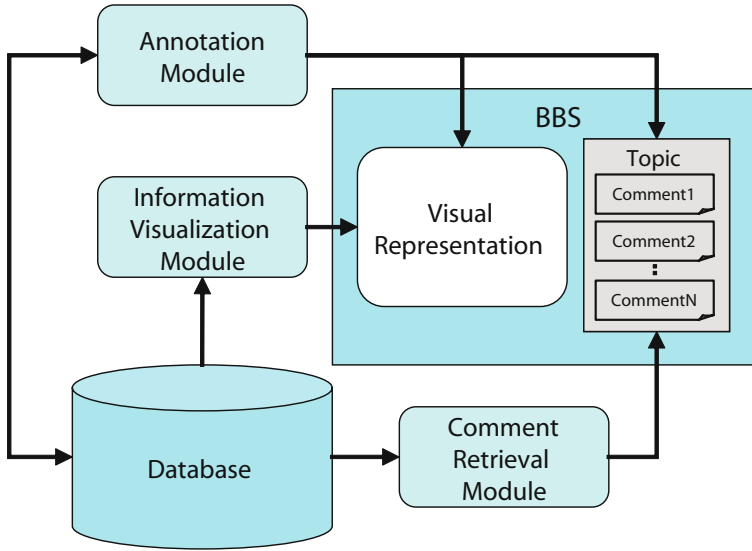 Annotation
Module
BBS
Topic
Comment1
Comment2
⋮
CommentN
Visual
Representation
Information
Visualization
Module
Database
Comment
Retrieval
Module